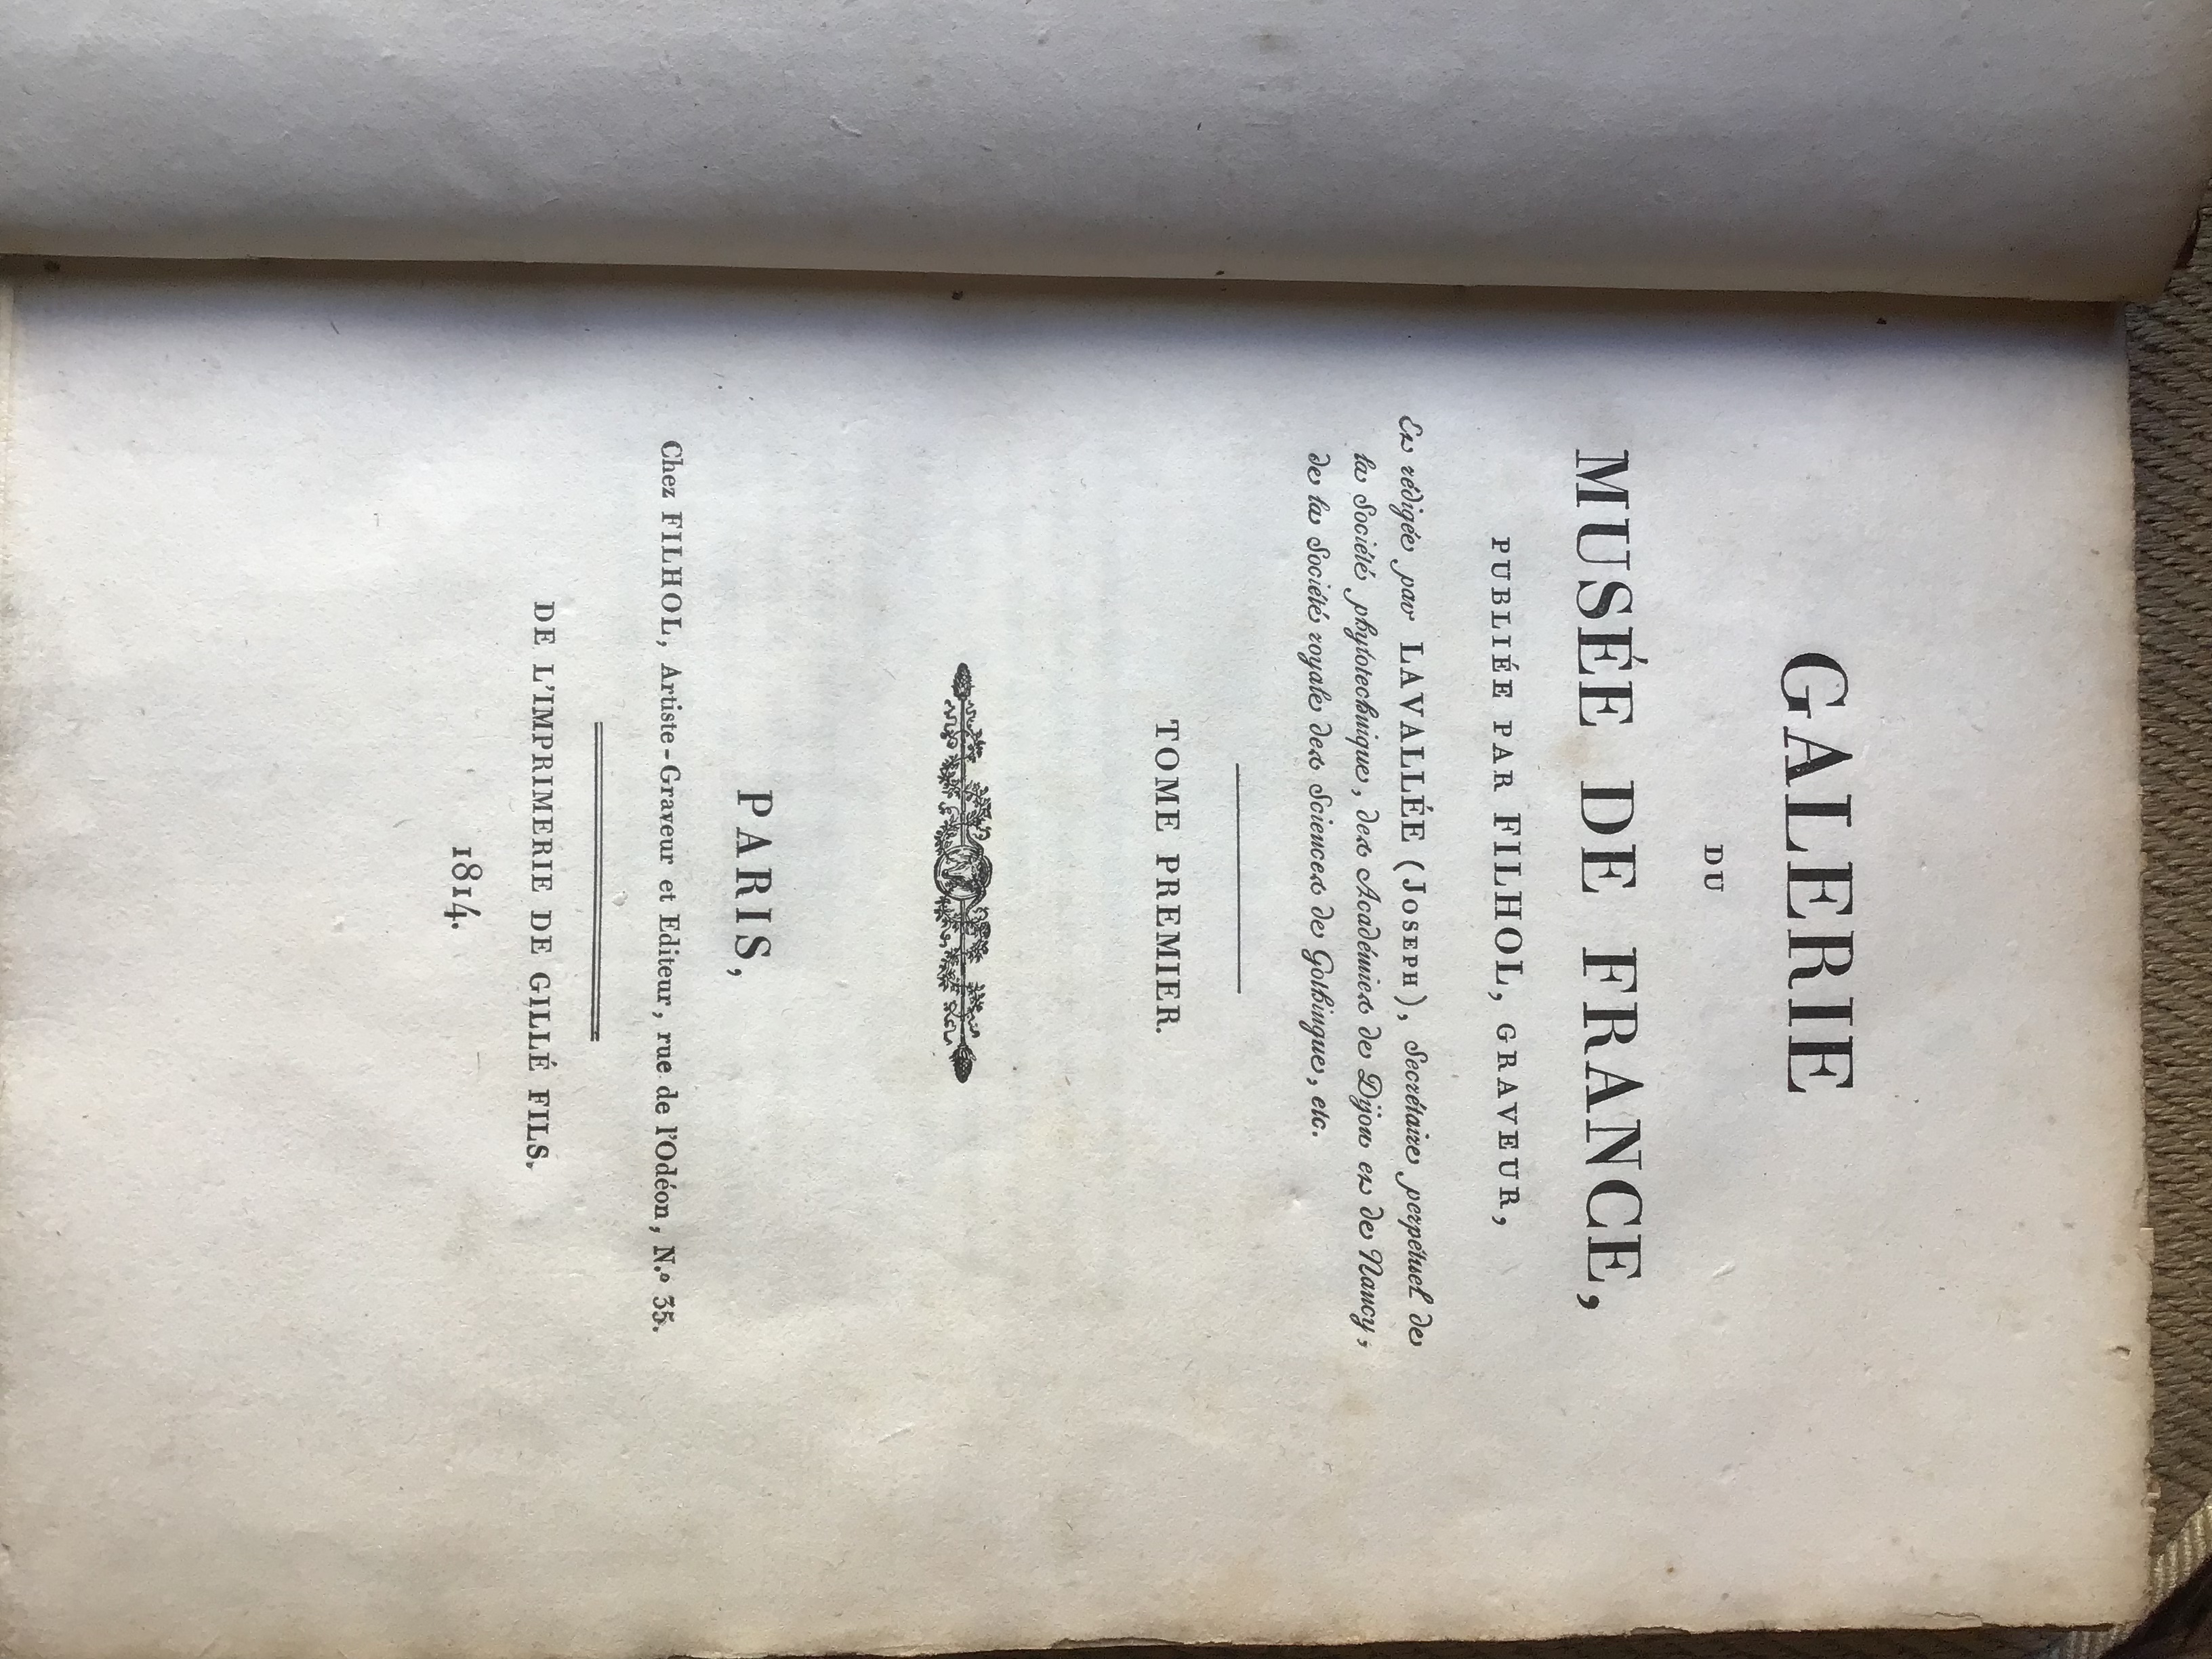 GALERIE
DU
MUSÉE DE FRANCE,
PUBLIÉE PAR FILHOL, GRAVEUR,
Et rédigée par LAVALLÉE (JOSEPH), Secrétaire perpétuel de
la Société phytotechnique, des Académies de Dijon et de Nancy;
de la Société royale des Sciences de Gottingue, etc.
TOME PREMIER.
PARIS,
Chez FILHOL, Artiste-Graveur et Editeur, rue de l'Odéon, N.º 35.
DE L'IMPRIMERIE DE GILLÉ FILS.
1814.